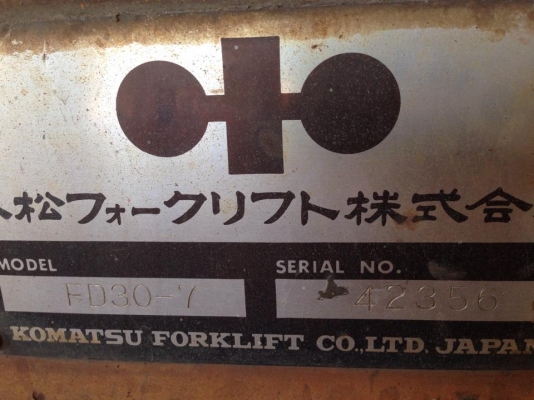 小松フォークリフト株式会
MODEL SERIAL NO.
FD30-7 42356
KOMATSU FORKLIFT CO.,LTD. JAPAN